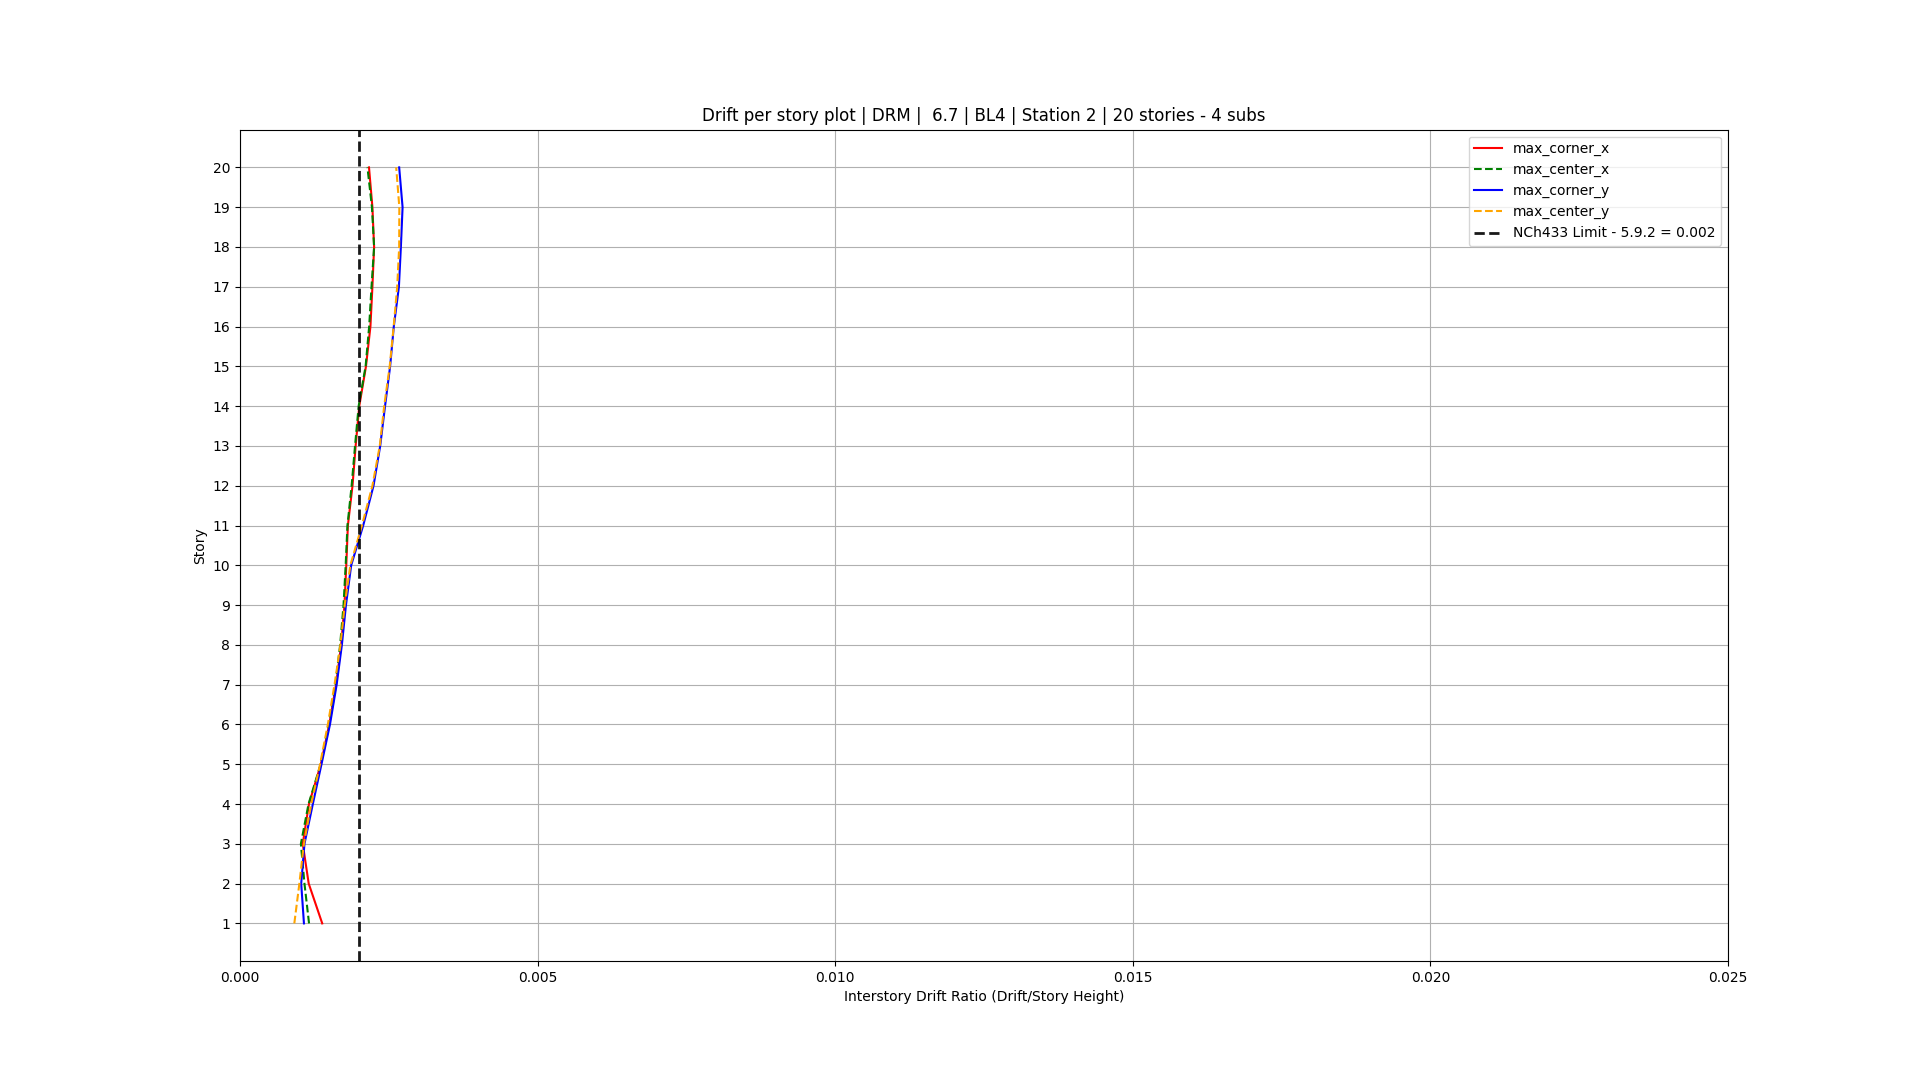 Drift per story plot | DRM |  6.7 | BL4 | Station 2 | 20 stories - 4 subs
max_corner_x
max_center_x
max_corner_y
max_center_y
NCh433 Limit - 5.9.2 = 0.002
Story
20
19
18
17
16
15
14
13
12
11
10
9
8
7
6
5
4
3
2
1
0.000 0.005 0.010 0.015 0.020 0.025
Interstory Drift Ratio (Drift/Story Height)